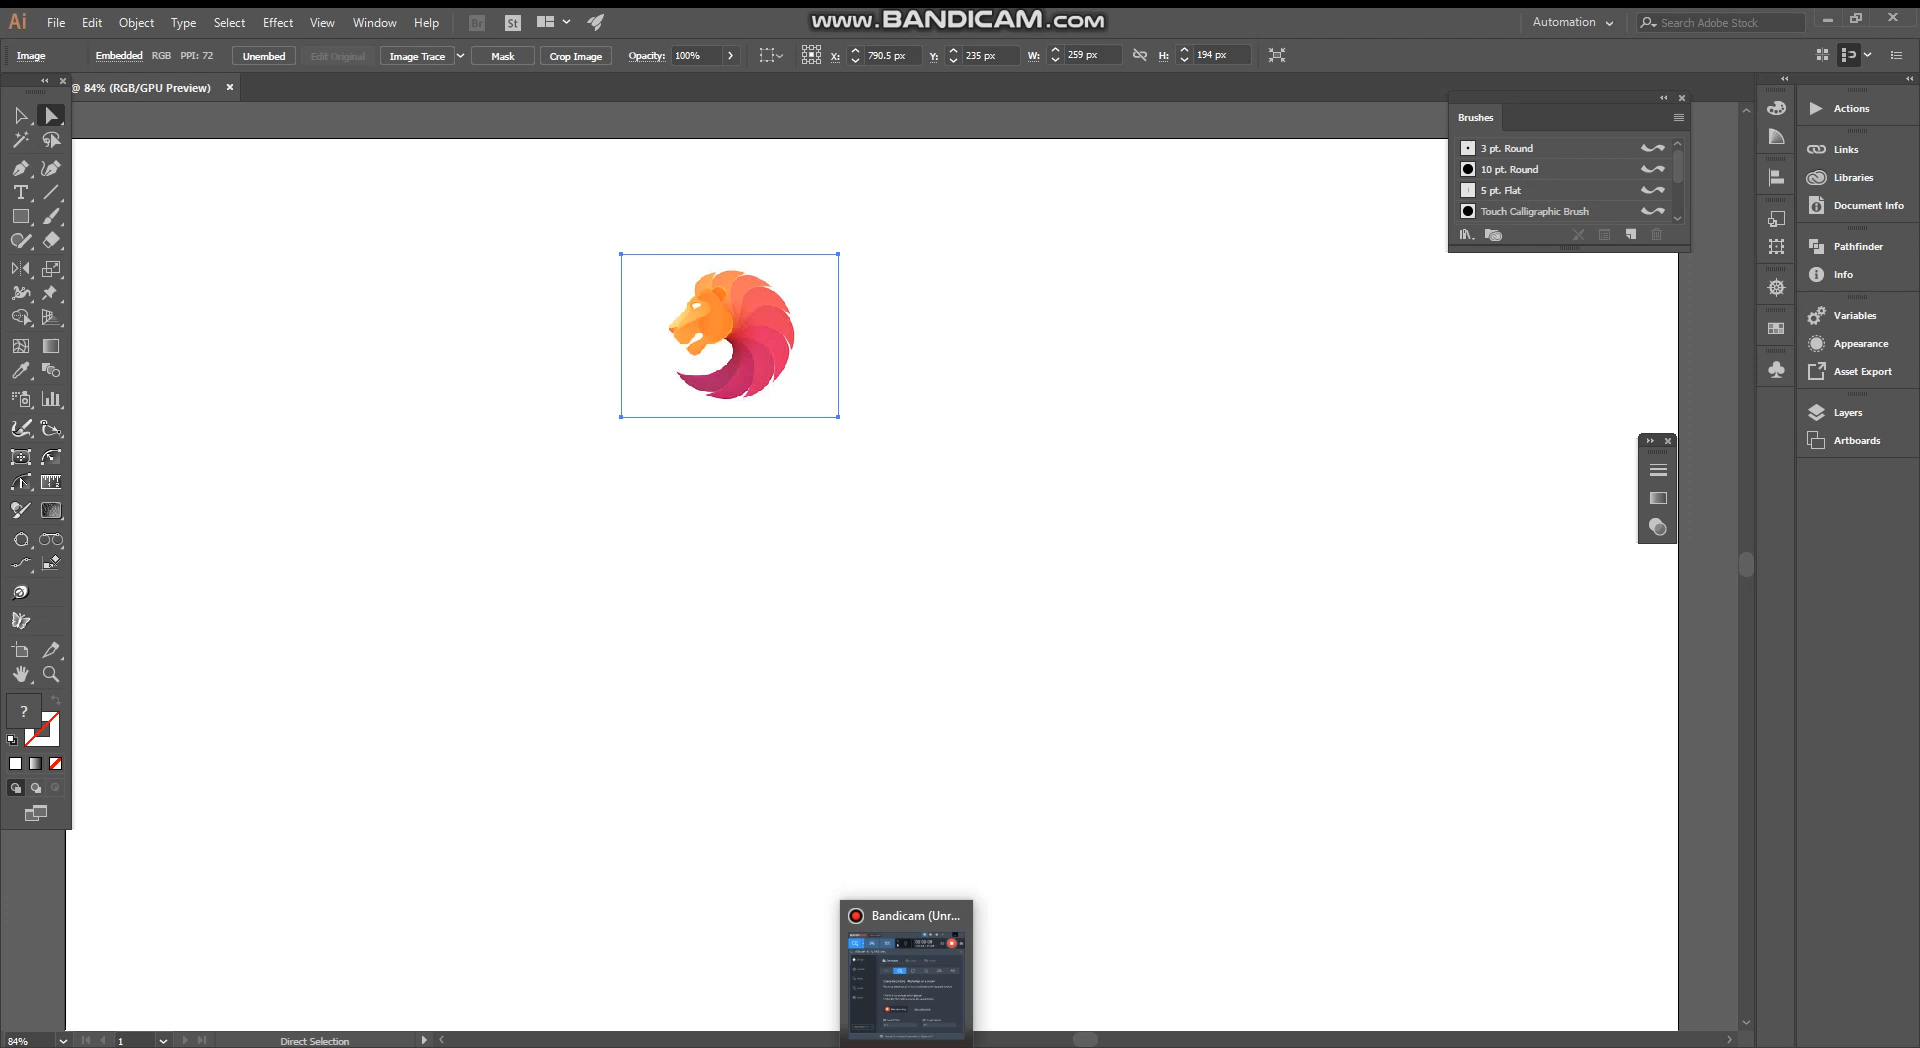 Ai File Edit Object Type Select Effect View Window Help Br St www.BANDICAM.com Automation Search Adobe Stock
Image Embedded RGB PPI: 72 Unembed Edit Original Image Trace Mask Crop Image Opacity: 100% X: 790.5 px Y: 235 px W: 259 px H: 194 px
@ 84% (RGB/GPU Preview)
Brushes
3 pt. Round
10 pt. Round
5 pt. Flat
Touch Calligraphic Brush
Actions
Links
Libraries
Document Info
Pathfinder
Info
Variables
Appearance
Asset Export
Layers
Artboards
?
Bandicam (Unr...
84% 1 Direct Selection